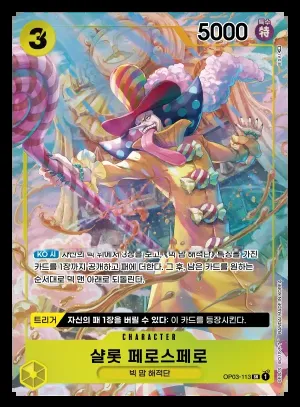 3
5000
특수
特
KO 시 자신의 덱 위에서 3장을 보고, 《빅 맘 해적단》 특징을 가진
카드를 1장까지 공개하고 패에 더한다. 그 후, 남은 카드를 원하는
순서대로 덱 맨 아래로 되돌린다.
트리거 자신의 패 1장을 버릴 수 있다: 이 카드를 등장시킨다.
CHARACTER
샬롯 페로스페로
빅 맘 해적단
OP03-113 1